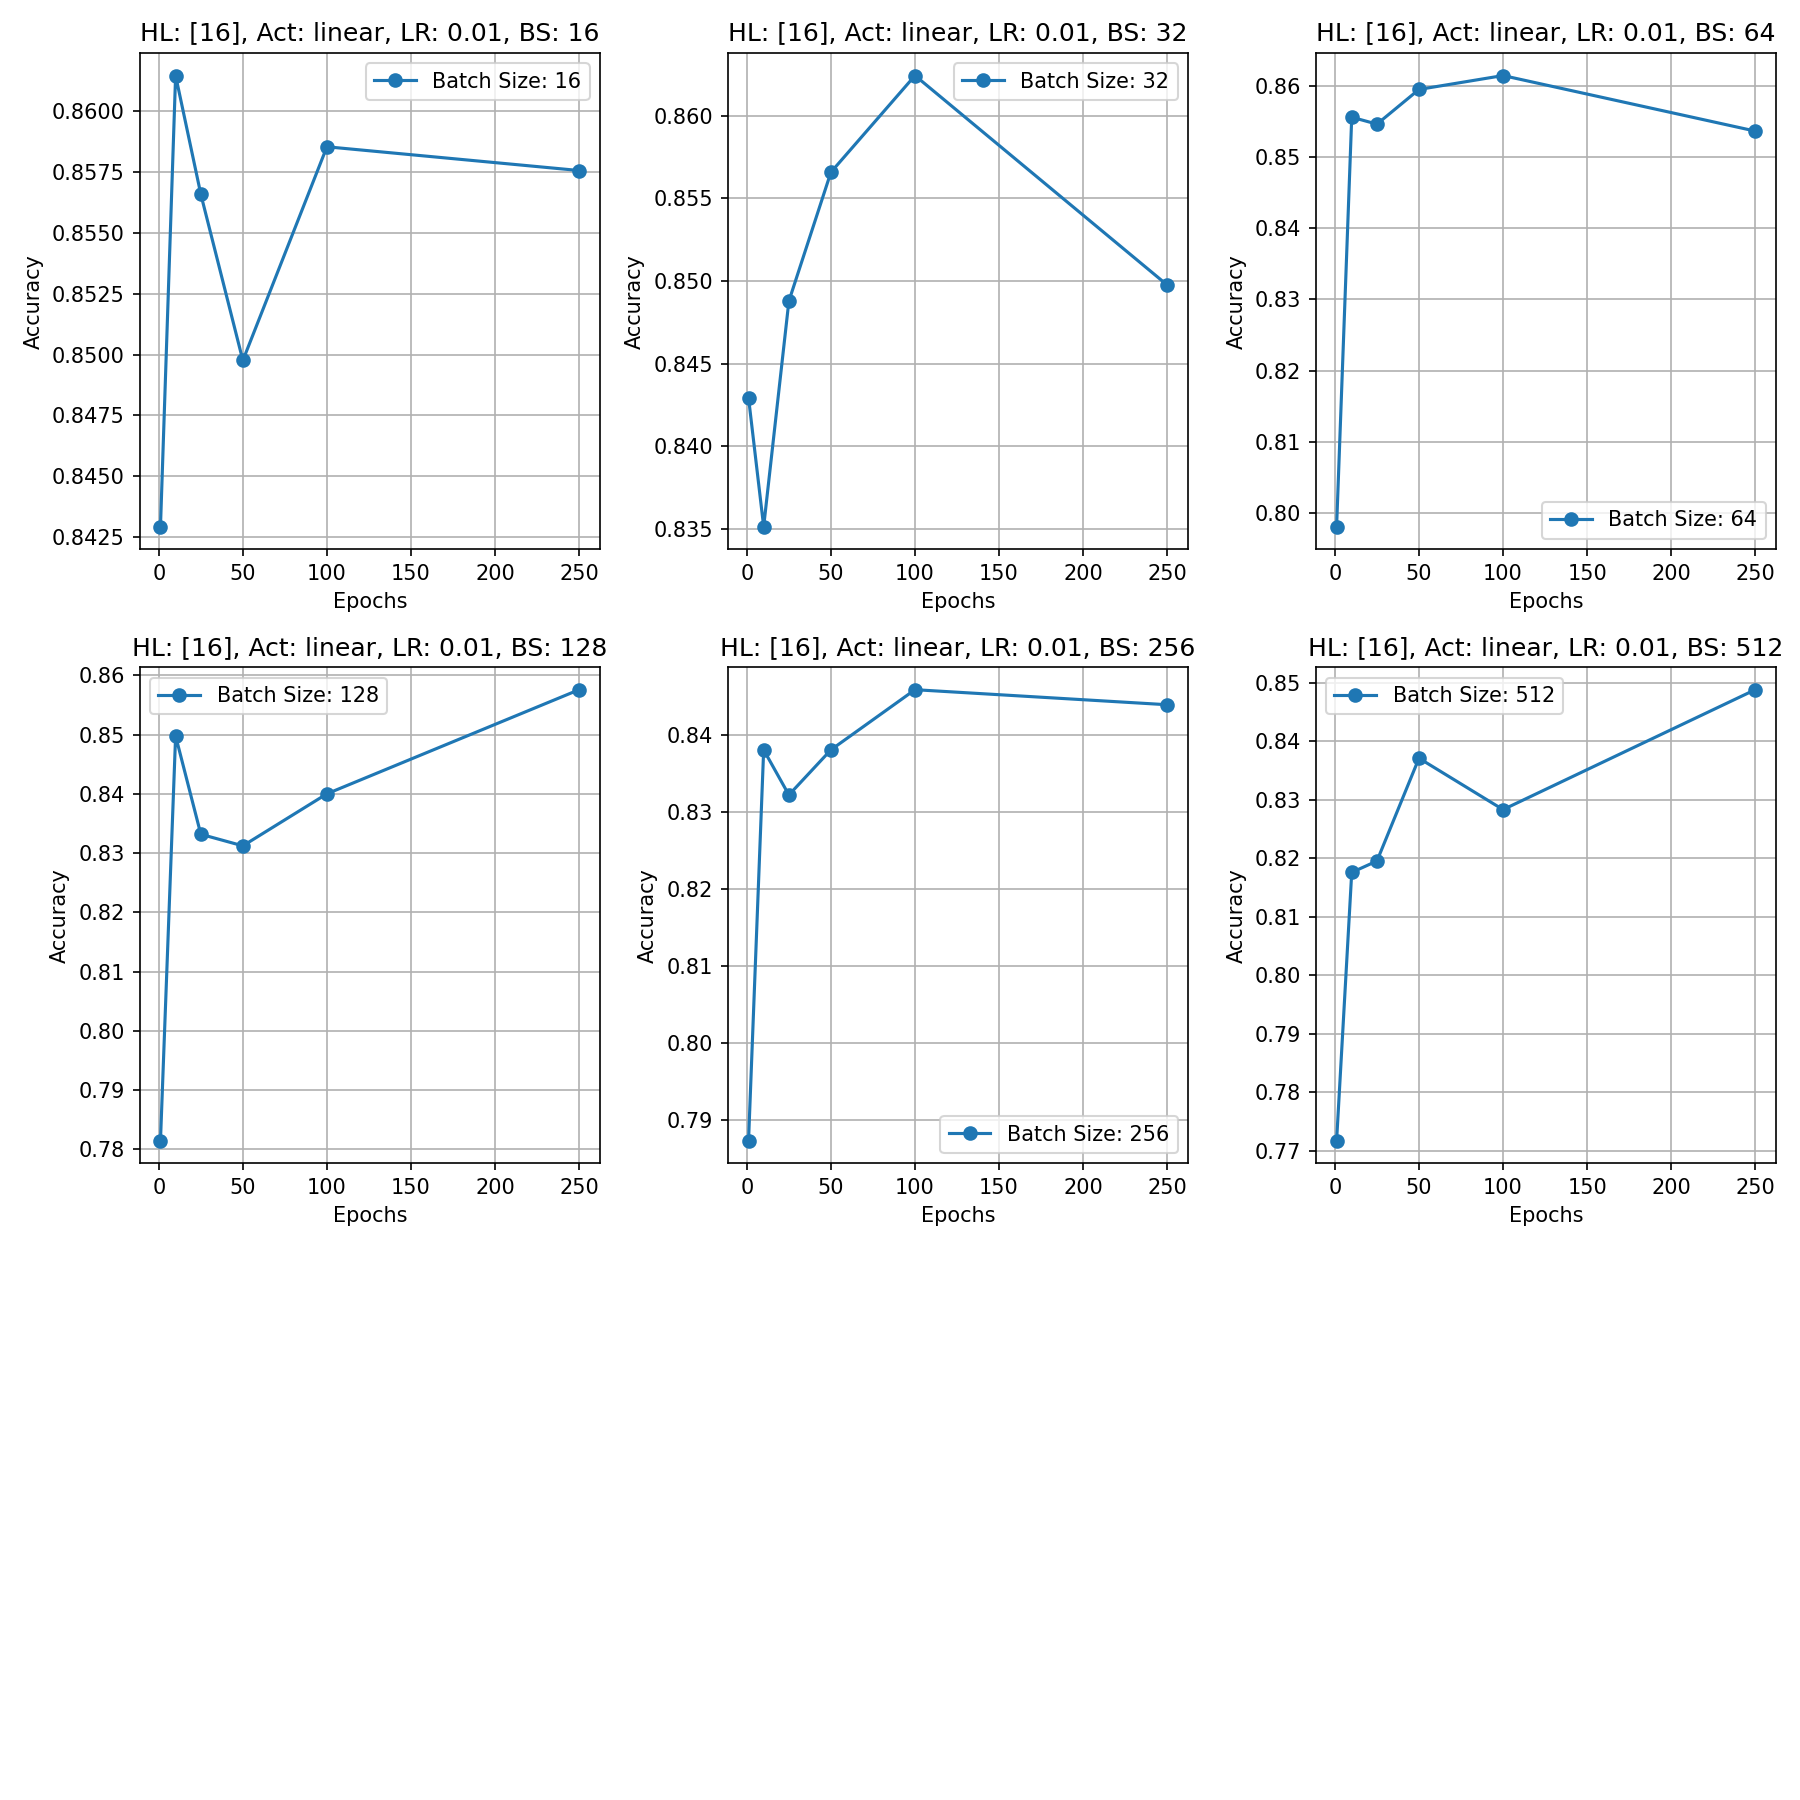 HL: [16], Act: linear, LR: 0.01, BS: 16
Batch Size: 16
0.8600
0.8575
0.8550
0.8525
0.8500
0.8475
0.8450
0.8425
Accuracy
0 50 100 150 200 250
Epochs
HL: [16], Act: linear, LR: 0.01, BS: 32
Batch Size: 32
0.860
0.855
0.850
0.845
0.840
0.835
Accuracy
0 50 100 150 200 250
Epochs
HL: [16], Act: linear, LR: 0.01, BS: 64
0.86
0.85
0.84
0.83
0.82
0.81
0.80
Accuracy
Batch Size: 64
0 50 100 150 200 250
Epochs
HL: [16], Act: linear, LR: 0.01, BS: 128
Batch Size: 128
0.86
0.85
0.84
0.83
0.82
0.81
0.80
0.79
0.78
Accuracy
0 50 100 150 200 250
Epochs
HL: [16], Act: linear, LR: 0.01, BS: 256
0.84
0.83
0.82
0.81
0.80
0.79
Accuracy
Batch Size: 256
0 50 100 150 200 250
Epochs
HL: [16], Act: linear, LR: 0.01, BS: 512
Batch Size: 512
0.85
0.84
0.83
0.82
0.81
0.80
0.79
0.78
0.77
Accuracy
0 50 100 150 200 250
Epochs